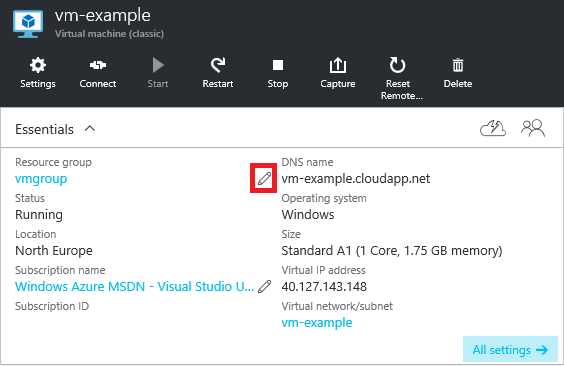 vm-example
Virtual machine (classic)
Settings
Connect
Start
Restart
Stop
Capture
Reset
Remote...
Delete
Essentials
Resource group
vmgroup
Status
Running
Location
North Europe
Subscription name
Windows Azure MSDN - Visual Studio U...
Subscription ID
DNS name
vm-example.cloudapp.net
Operating system
Windows
Size
Standard A1 (1 Core, 1.75 GB memory)
Virtual IP address
40.127.143.148
Virtual network/subnet
vm-example
All settings